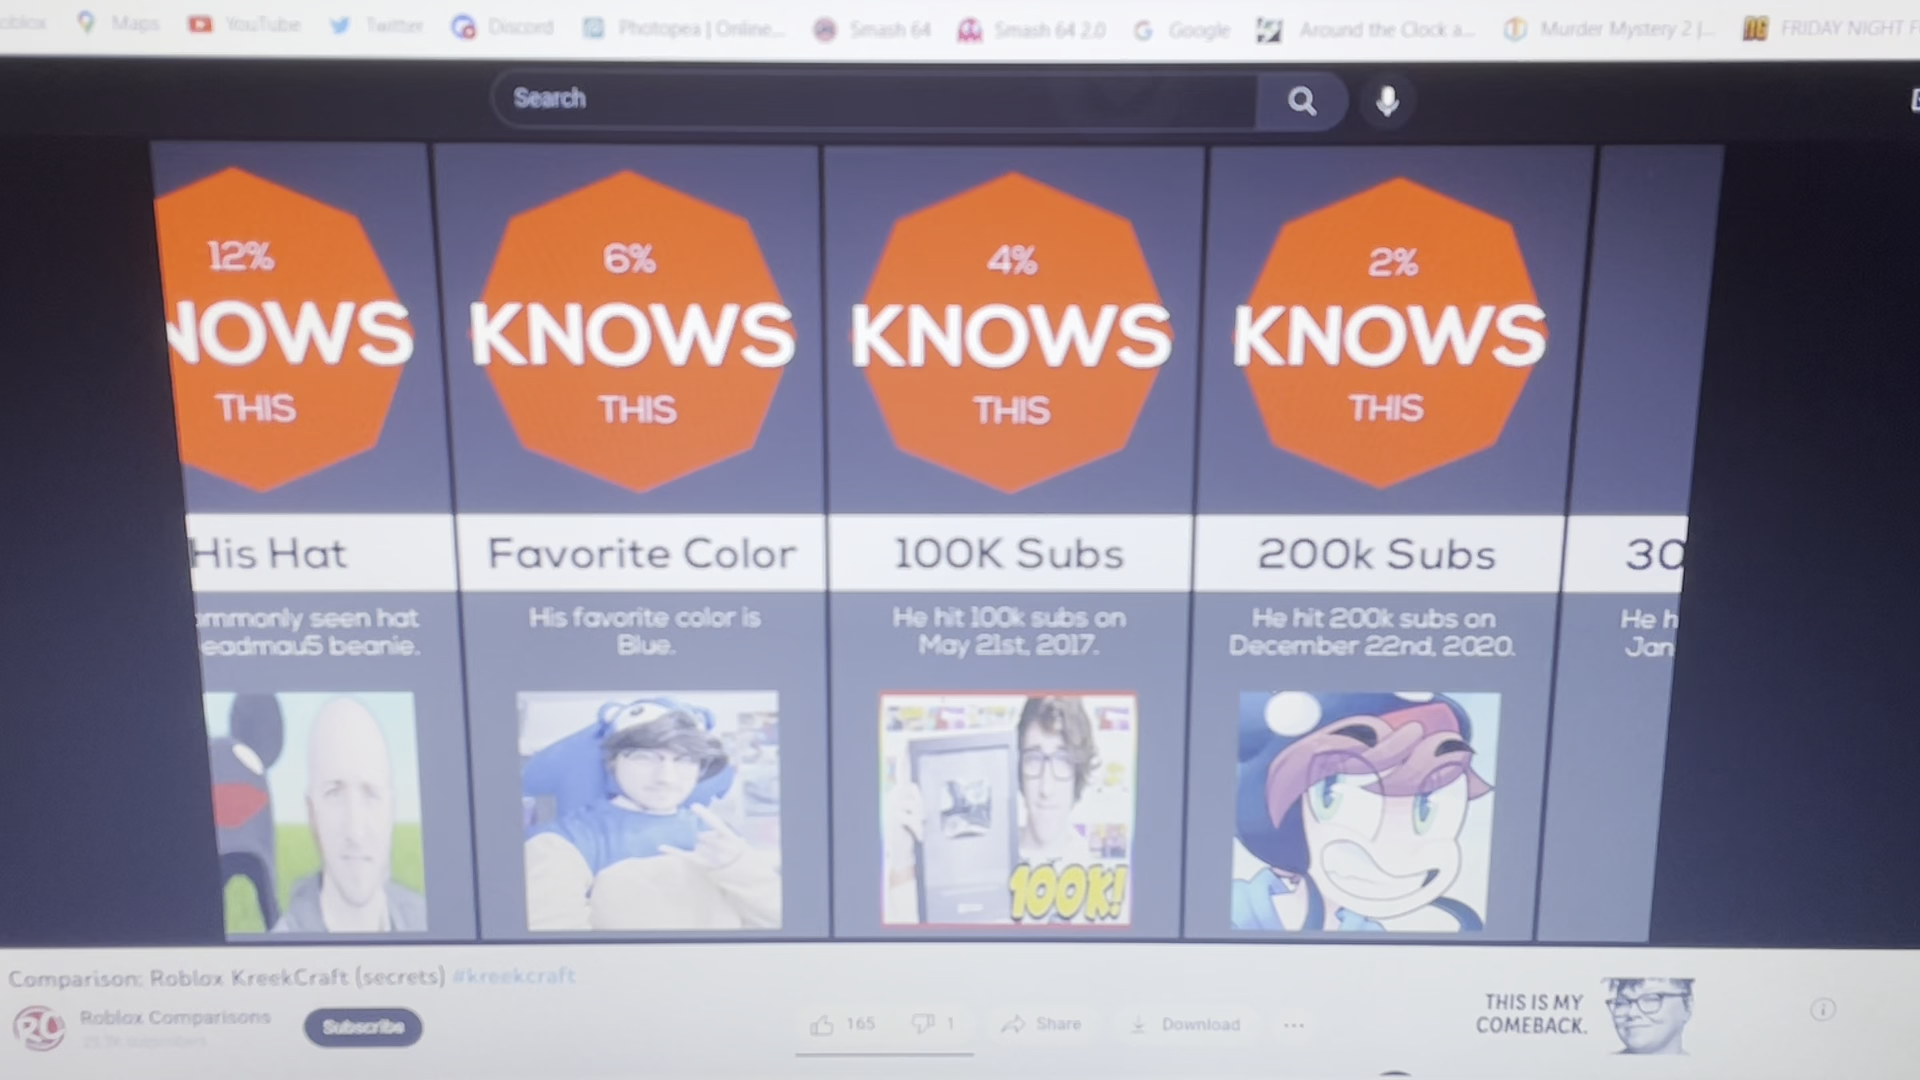 Maps
YouTube
Twitter
Discord
Photopea | Online...
Smash 64
Smash 64 2.0
Google
Around the Clock a...
Murder Mystery 2 |...
FRIDAY NIGHT F
Search
12%
NOWS
THIS
6%
KNOWS
THIS
4%
KNOWS
THIS
2%
KNOWS
THIS
His Hat
Favorite Color
100K Subs
200k Subs
30
ommonly seen hat
eadmau5 beanie.
His favorite color is
Blue.
He hit 100k subs on
May 21st, 2017.
He hit 200k subs on
December 22nd, 2020.
He h
Jan
100K!
Comparison: Roblox KreekCraft (secrets) #kreekcraft
RC
Roblox Comparisons
Subscribe
165
1
Share
Download
...
THIS IS MY
COMEBACK.